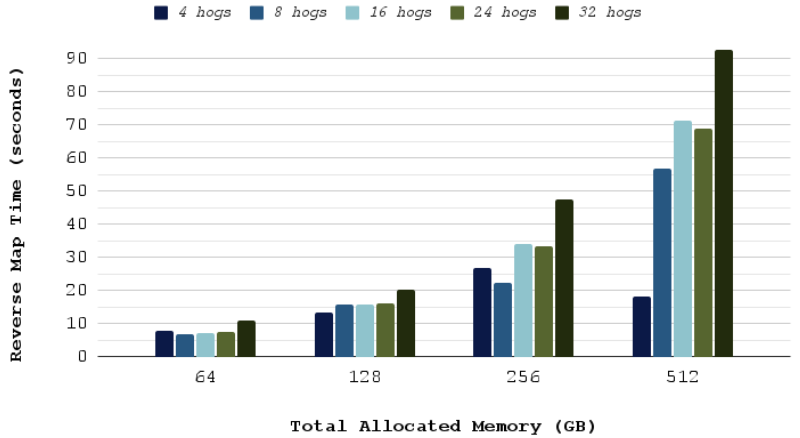 4 hogs 8 hogs 16 hogs 24 hogs 32 hogs
Reverse Map Time (seconds)
90
80
70
60
50
40
30
20
10
0
64 128 256 512
Total Allocated Memory (GB)